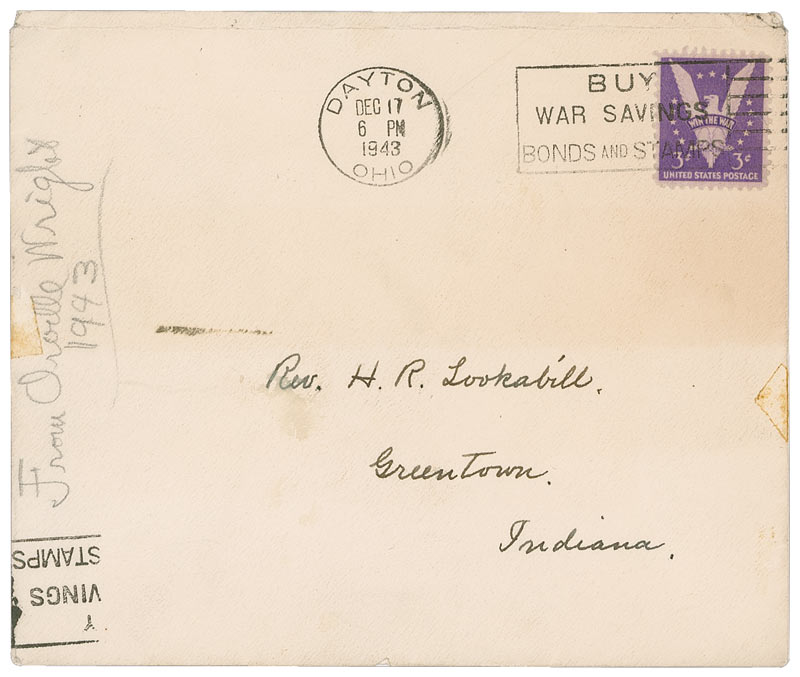 DAYTON
DEC 17
6 PM
1943
OHIO
BUY
WAR SAVINGS
BONDS AND STAMPS
WIN THE WAR
3¢ 3¢
UNITED STATES POSTAGE
From Orville Wright
1943
Rev. H. R. Lookabill.
Greentown.
Indiana.
STAMPS
VINGS
Y